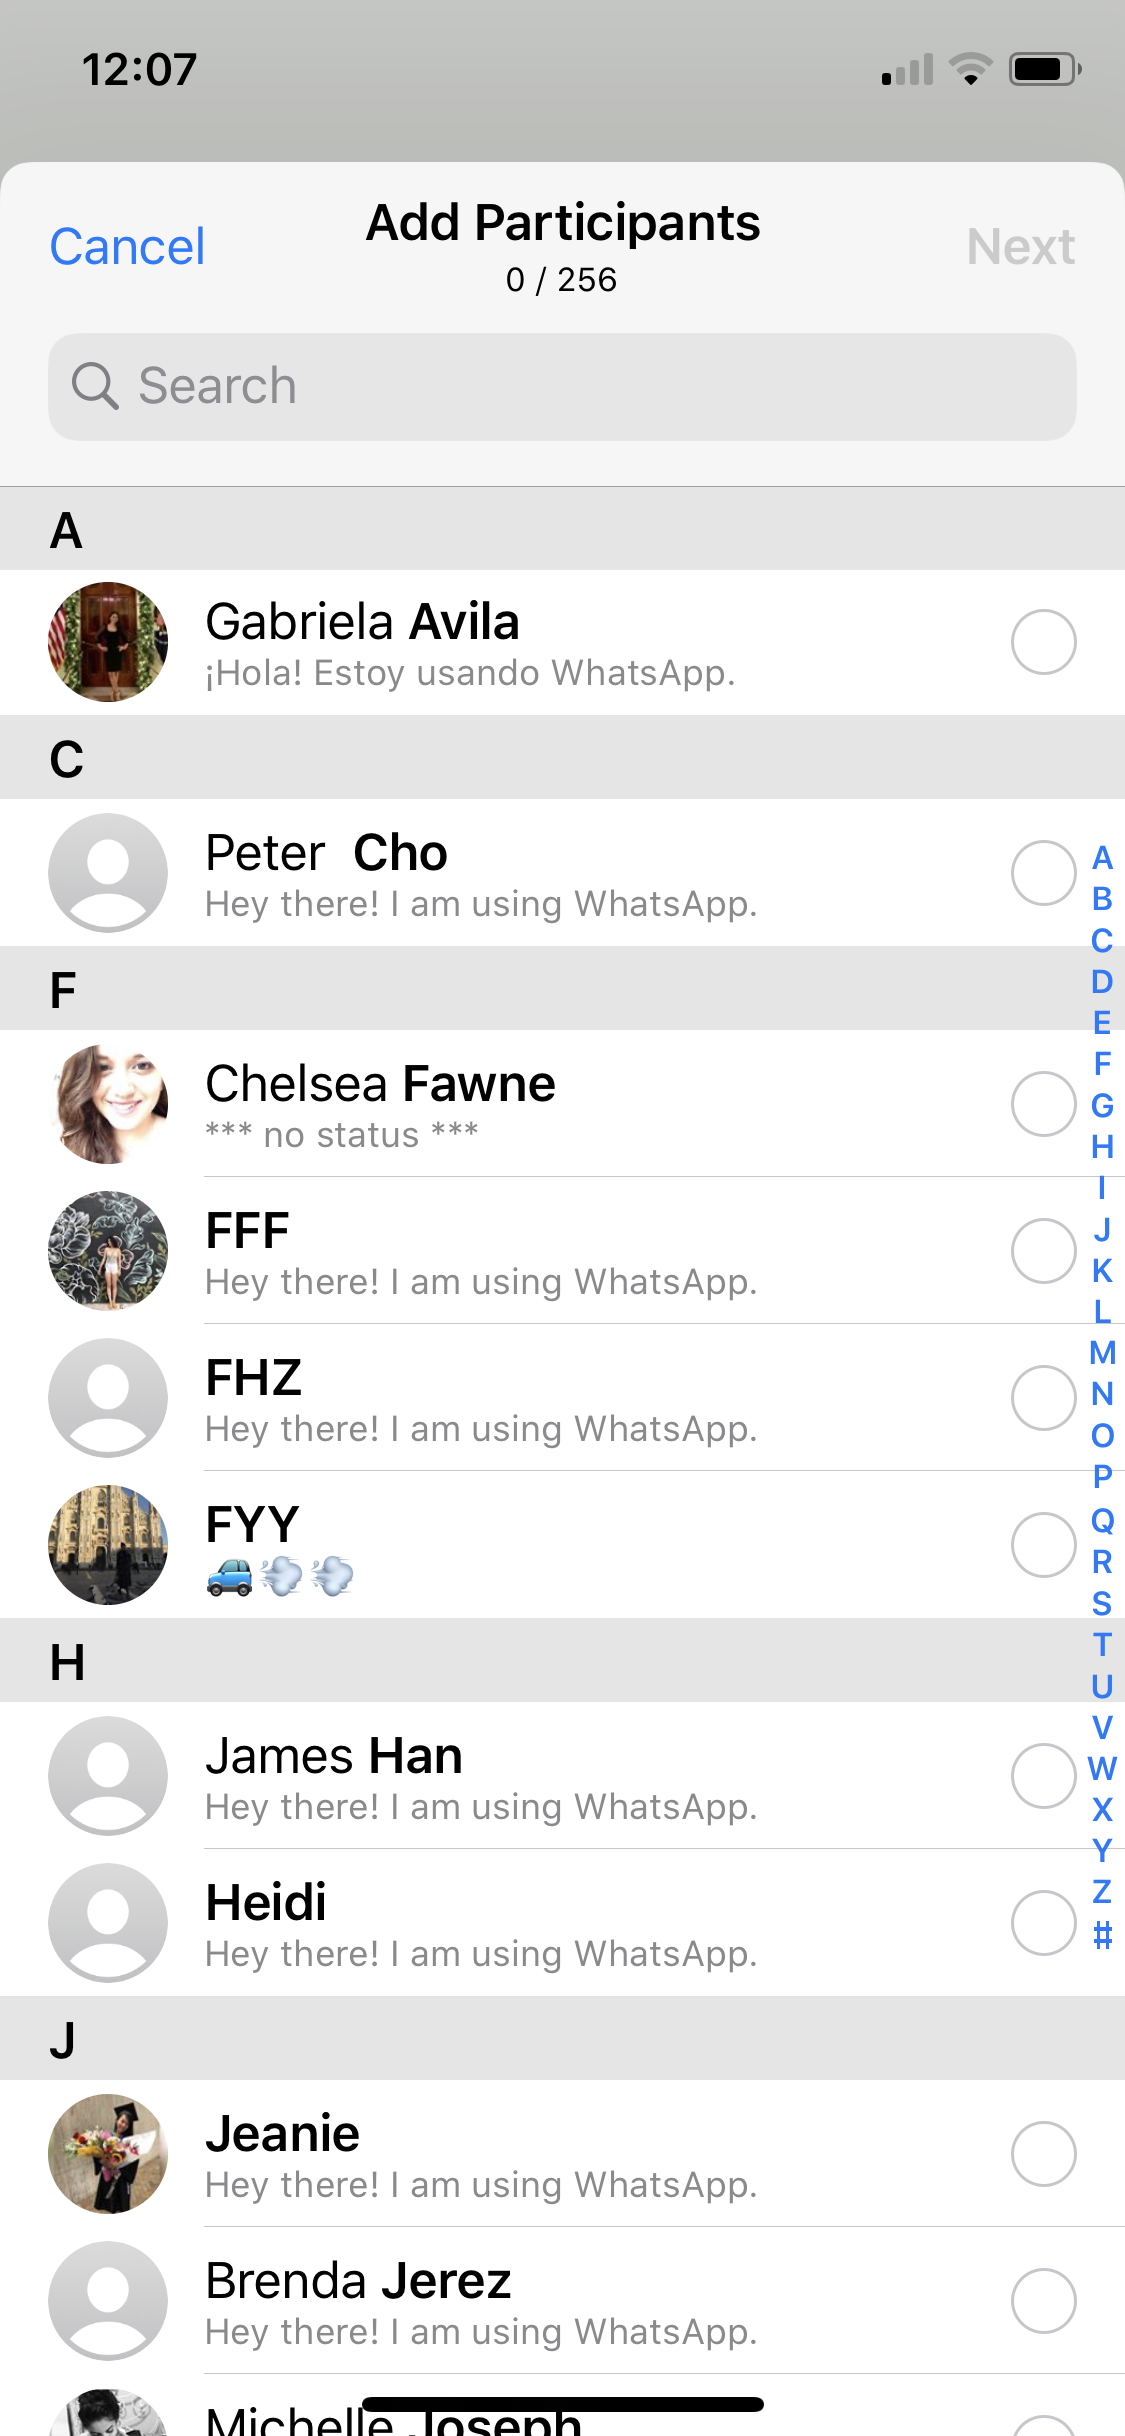 12:07
Cancel
Add Participants
Next
0 / 256
Search
A
Gabriela Avila
¡Hola! Estoy usando WhatsApp.
C
Peter Cho
Hey there! I am using WhatsApp.
F
Chelsea Fawne
*** no status ***
FFF
Hey there! I am using WhatsApp.
FHZ
Hey there! I am using WhatsApp.
FYY
🚙💨💨
H
James Han
Hey there! I am using WhatsApp.
Heidi
Hey there! I am using WhatsApp.
J
Jeanie
Hey there! I am using WhatsApp.
Brenda Jerez
Hey there! I am using WhatsApp.
Michelle Joseph
A
B
C
D
E
F
G
H
I
J
K
L
M
N
O
P
Q
R
S
T
U
V
W
X
Y
Z
#